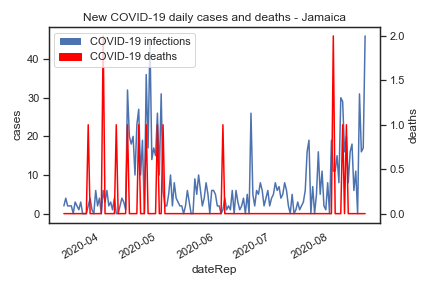 New COVID-19 daily cases and deaths - Jamaica
COVID-19 infections
COVID-19 deaths
40
30
20
10
0
cases
2.0
1.5
1.0
0.5
0.0
deaths
2020-04
2020-05
2020-06
2020-07
2020-08
dateRep